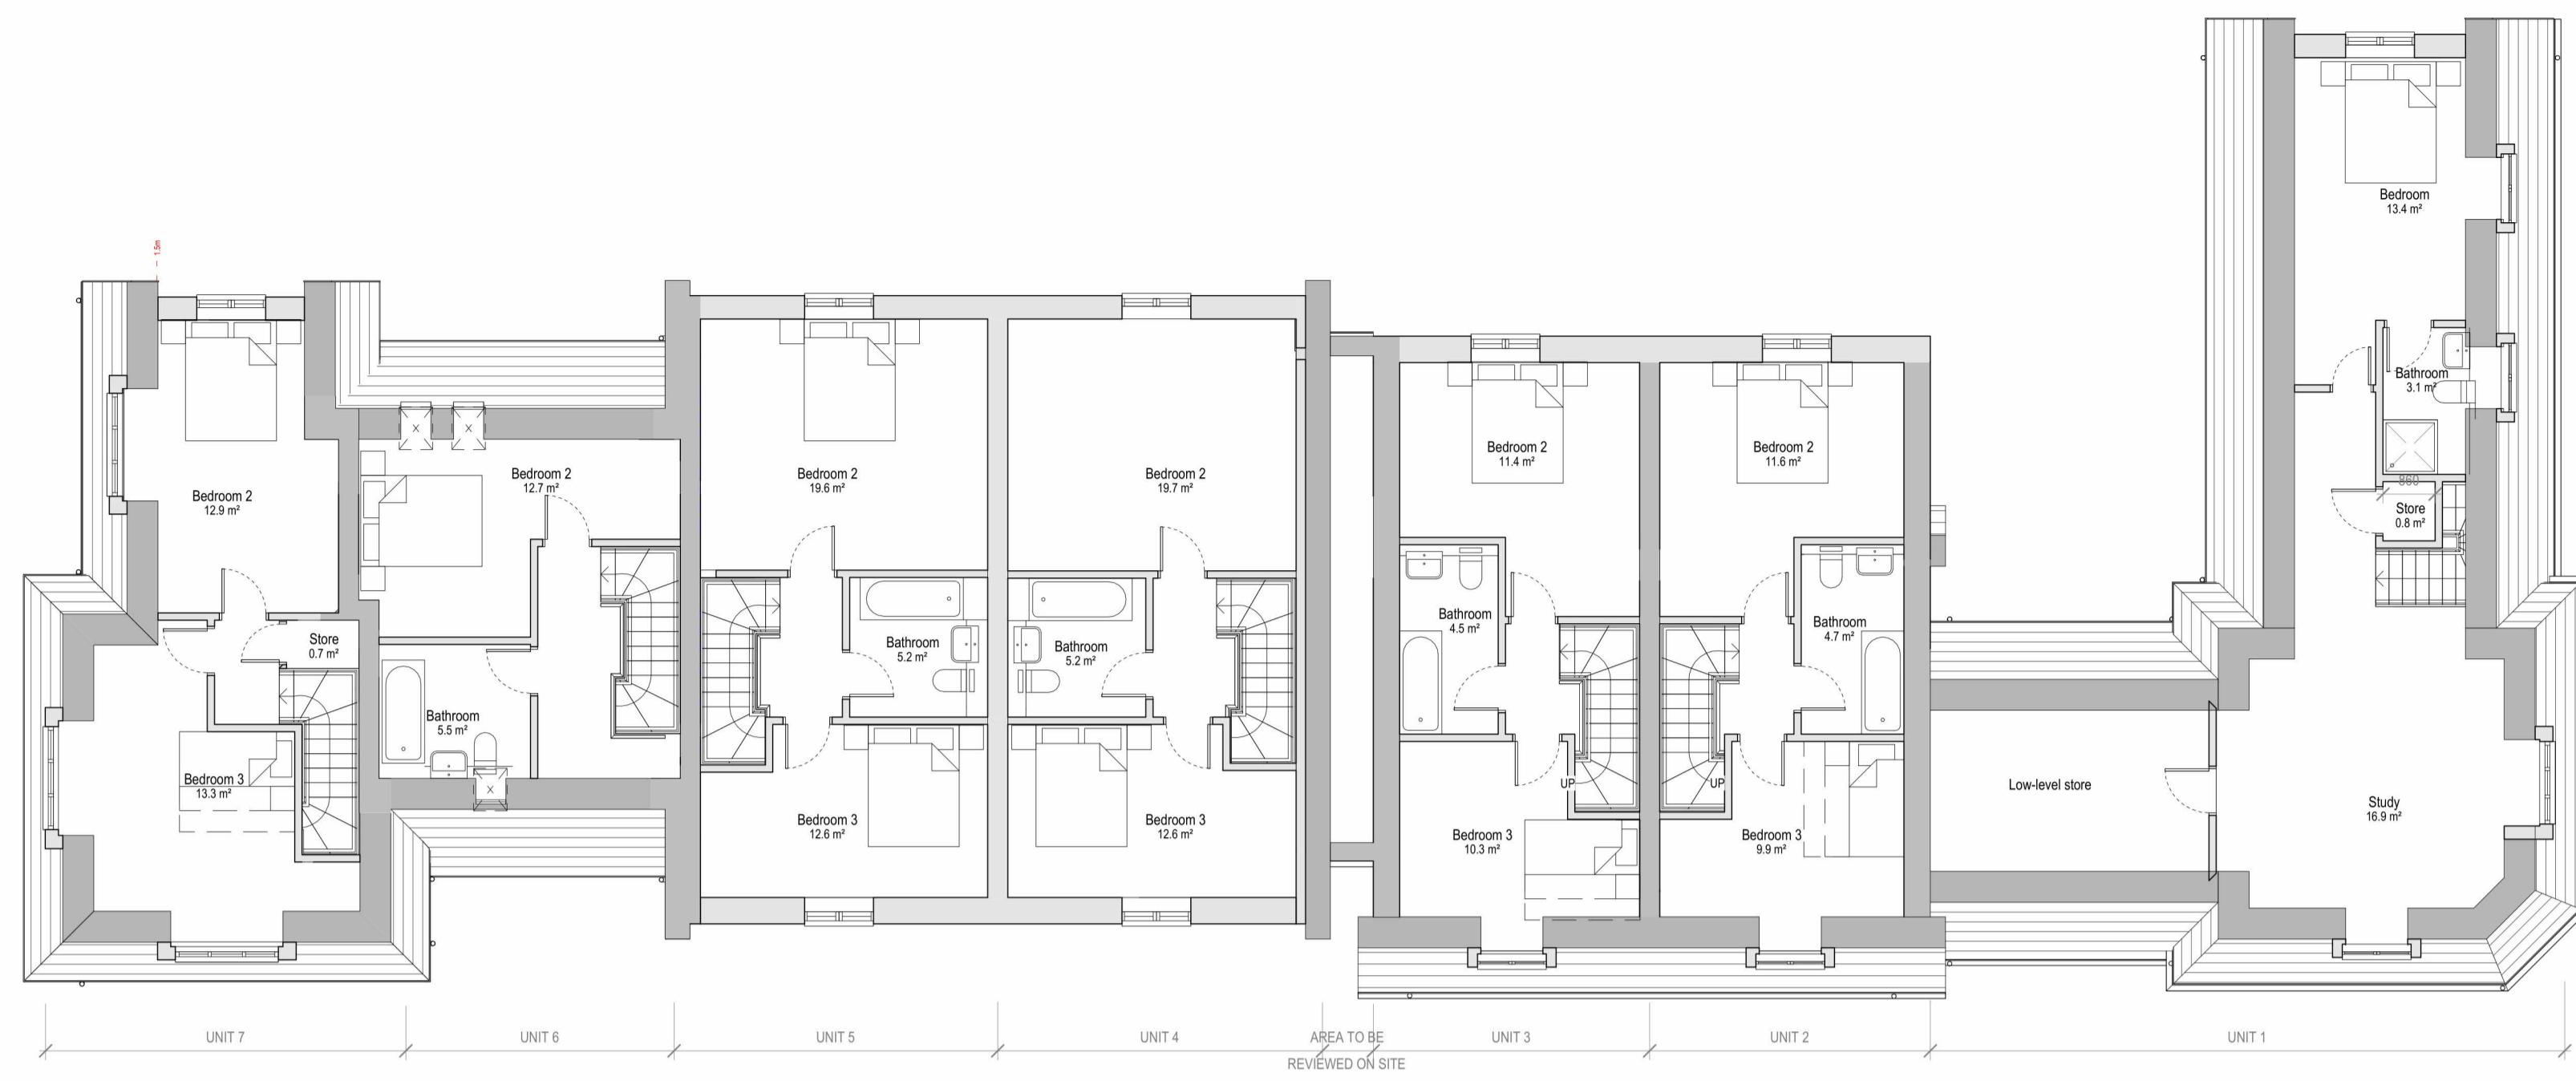 1.5m
Bedroom 2
12.9 m²
Store
0.7 m²
Bedroom 3
13.3 m²
Bedroom 2
12.7 m²
Bathroom
5.5 m²
Bedroom 2
19.6 m²
Bathroom
5.2 m²
Bedroom 3
12.6 m²
Bedroom 2
19.7 m²
Bathroom
5.2 m²
Bedroom 3
12.6 m²
Bedroom 2
11.4 m²
Bathroom
4.5 m²
UP
Bedroom 3
10.3 m²
Bedroom 2
11.6 m²
Bathroom
4.7 m²
UP
Bedroom 3
9.9 m²
Low-level store
Bedroom
13.4 m²
Bathroom
3.1 m²
860
Store
0.8 m²
Study
16.9 m²
UNIT 7
UNIT 6
UNIT 5
UNIT 4
AREA TO BE
REVIEWED ON SITE
UNIT 3
UNIT 2
UNIT 1